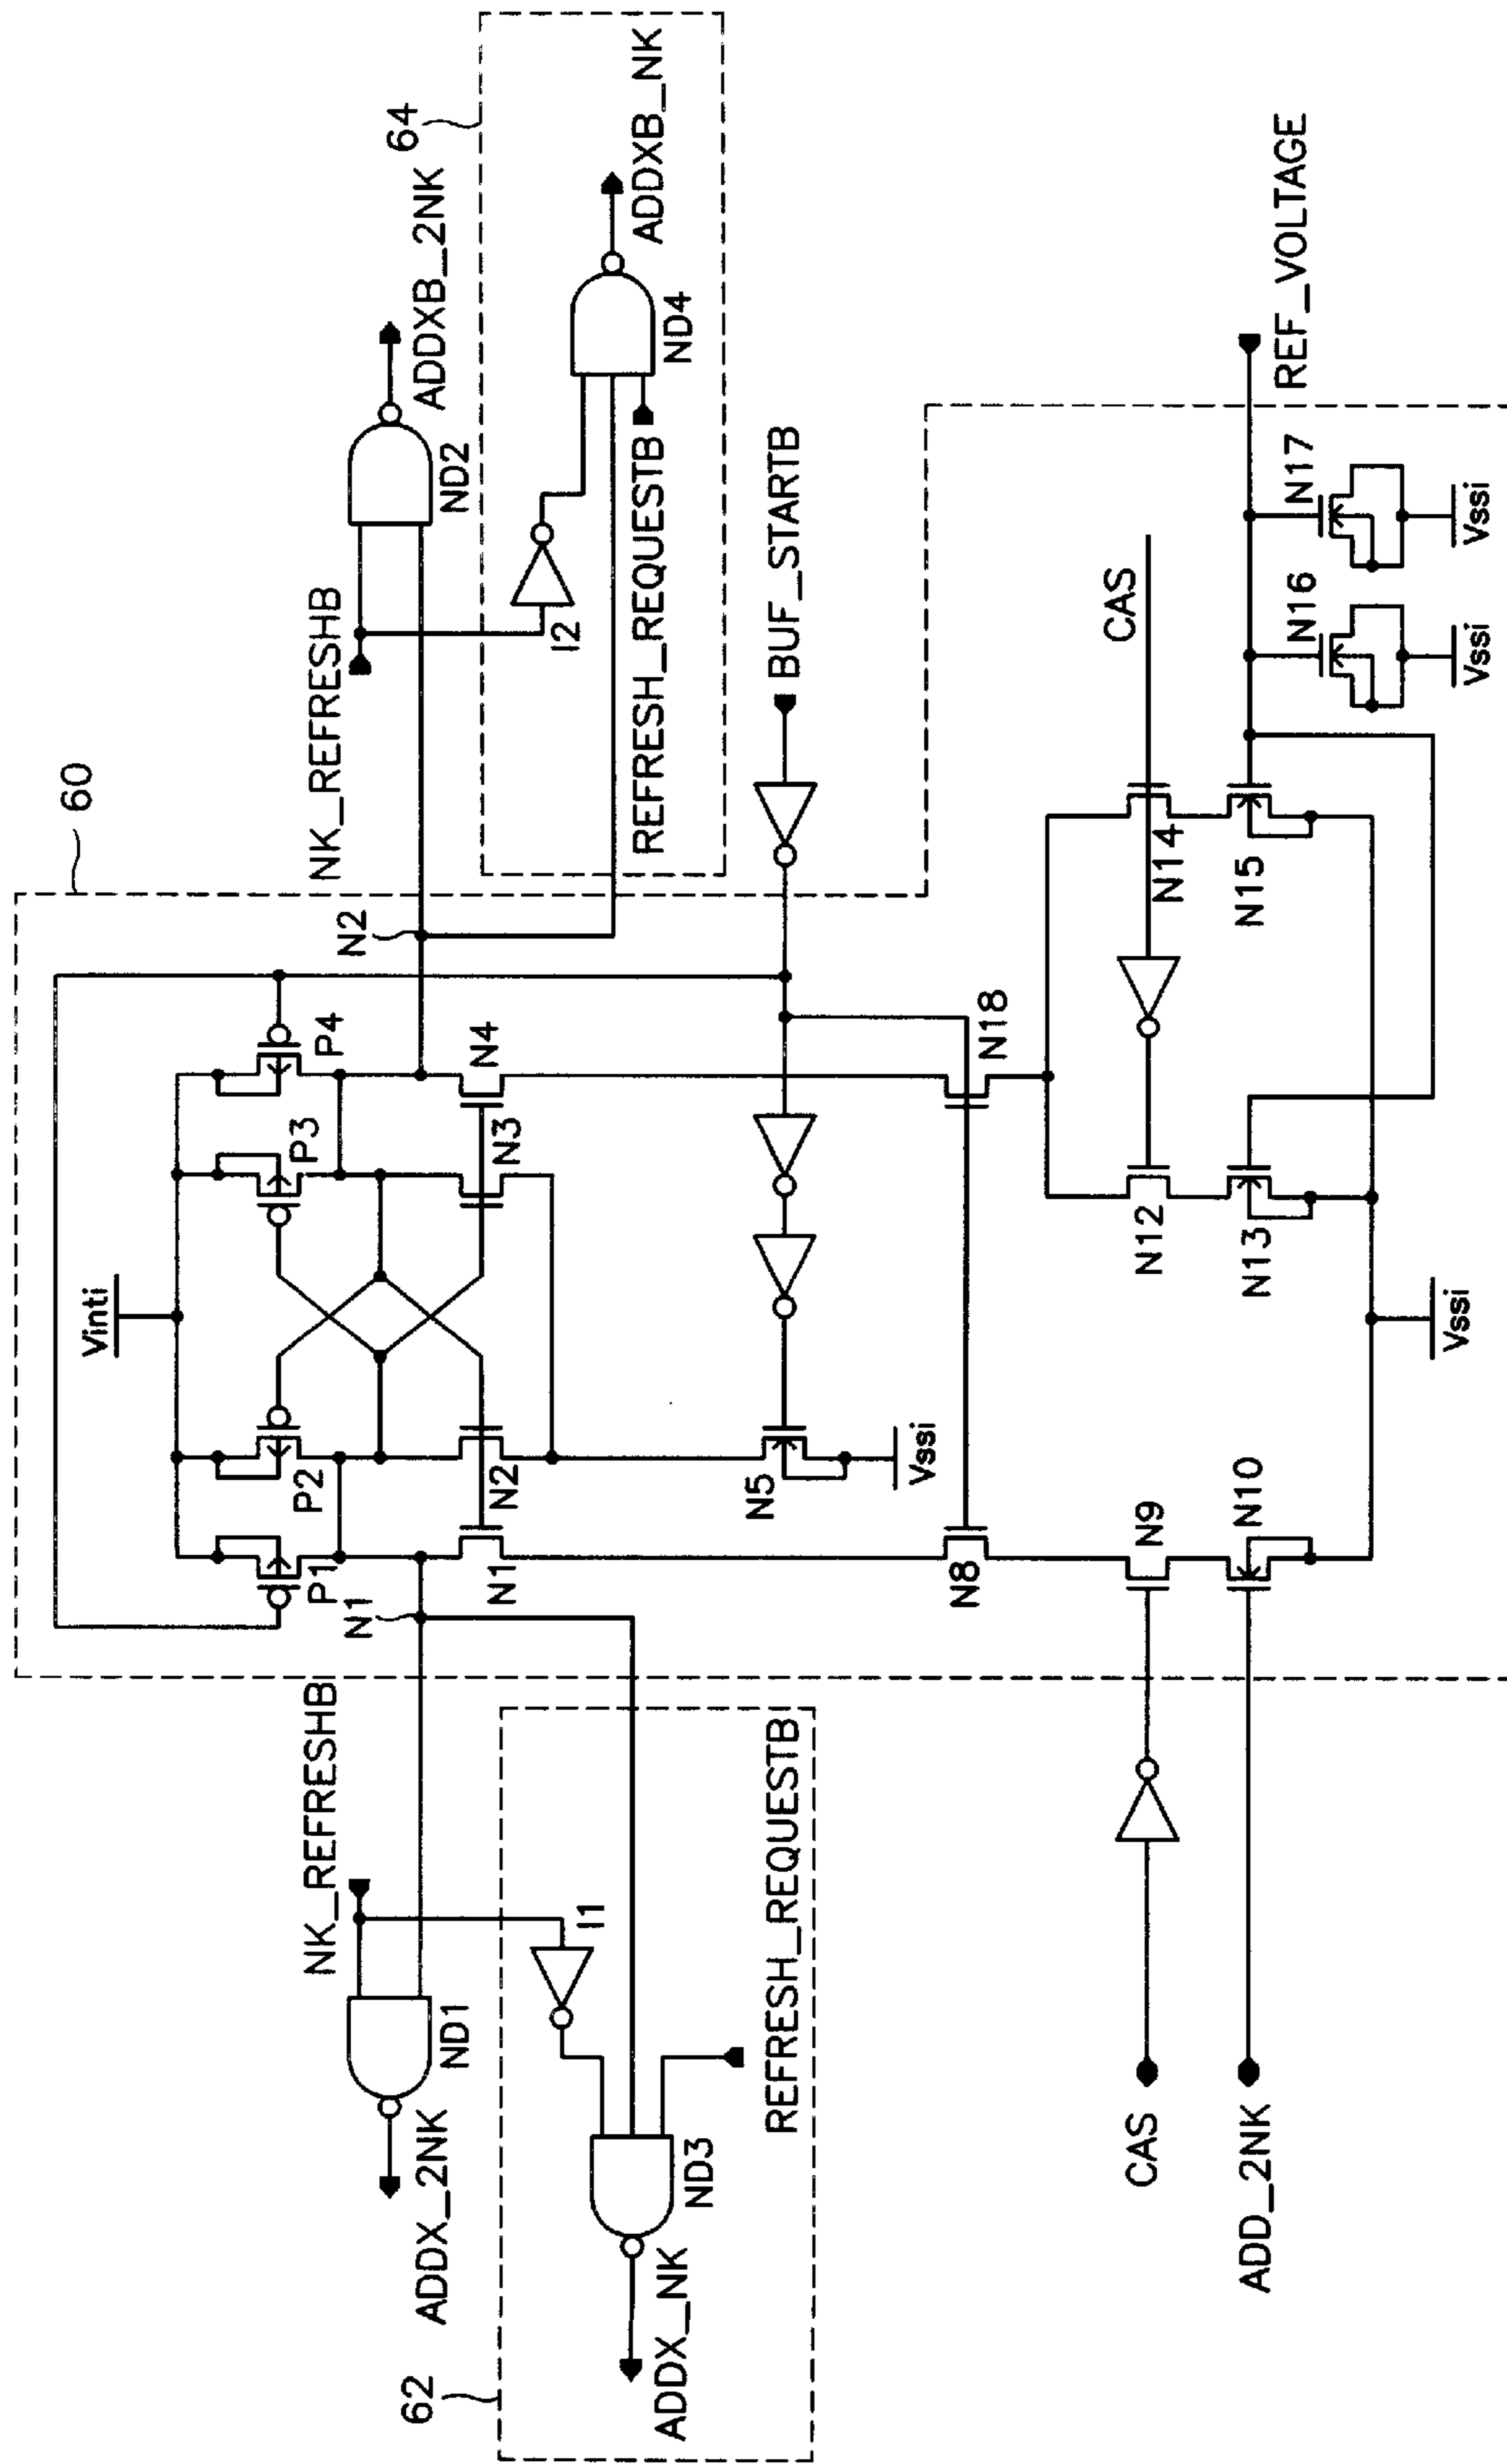 60
Vinti
P1
P2
P3
P4
N1
N2
N1
N2
N3
N4
N5
Vssi
N8
N18
N9
N10
N12
N13
N14
N15
N16
N17
Vssi
Vssi
Vssi
CAS
REF_VOLTAGE
BUF_STARTB
NK_REFRESHB
ND1
ADDX_2NK
62
I1
ND3
ADDX_NK
REFRESH_REQUESTB
CAS
ADD_2NK
NK_REFRESHB
ND2
ADDXB_2NK
64
I2
ND4
ADDXB_NK
REFRESH_REQUESTB